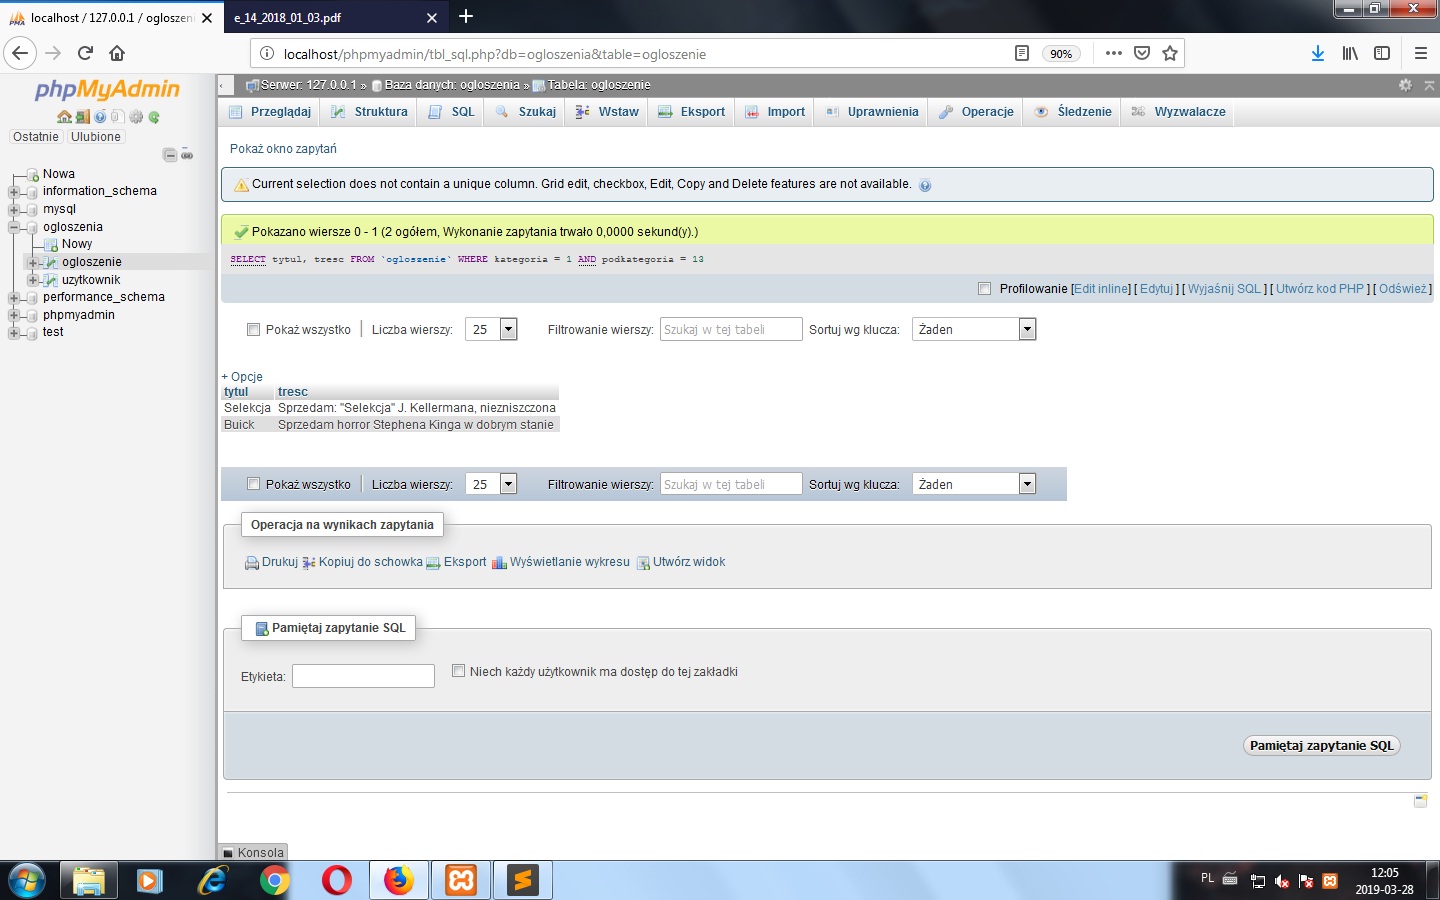 localhost / 127.0.0.1 / ogloszeni
e_14_2018_01_03.pdf
localhost/phpmyadmin/tbl_sql.php?db=ogloszenia&table=ogloszenie
90%
phpMyAdmin
Ostatnie
Ulubione
Nowa
information_schema
mysql
ogloszenia
Nowy
ogloszenie
uzytkownik
performance_schema
phpmyadmin
test
Serwer: 127.0.0.1 » Baza danych: ogloszenia » Tabela: ogloszenie
Przeglądaj
Struktura
SQL
Szukaj
Wstaw
Eksport
Import
Uprawnienia
Operacje
Śledzenie
Wyzwalacze
Pokaż okno zapytań
Current selection does not contain a unique column. Grid edit, checkbox, Edit, Copy and Delete features are not available.
Pokazano wiersze 0 - 1 (2 ogółem, Wykonanie zapytania trwało 0,0000 sekund(y).)
SELECT tytul, tresc FROM `ogloszenie` WHERE kategoria = 1 AND podkategoria = 13
Profilowanie [Edit inline] [ Edytuj ] [ Wyjaśnij SQL ] [ Utwórz kod PHP ] [ Odśwież ]
Pokaż wszystko | Liczba wierszy: 25 Filtrowanie wierszy: Szukaj w tej tabeli Sortuj wg klucza: Żaden
+ Opcje
tytul tresc
Selekcja Sprzedam: "Selekcja" J. Kellermana, niezniszczona
Buick Sprzedam horror Stephena Kinga w dobrym stanie
Pokaż wszystko | Liczba wierszy: 25 Filtrowanie wierszy: Szukaj w tej tabeli Sortuj wg klucza: Żaden
Operacja na wynikach zapytania
Drukuj Kopiuj do schowka Eksport Wyświetlanie wykresu Utwórz widok
Pamiętaj zapytanie SQL
Etykieta:
Niech każdy użytkownik ma dostęp do tej zakładki
Pamiętaj zapytanie SQL
Konsola
PL
12:05
2019-03-28